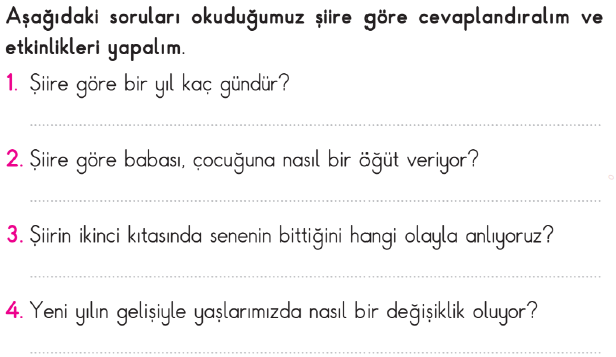 Aşağıdaki soruları okuduğumuz şiire göre cevaplandıralım ve
etkinlikleri yapalım.
1. Şiire göre bir yıl kaç gündür?
2. Şiire göre babası, çocuğuna nasıl bir öğüt veriyor?
3. Şiirin ikinci kıtasında senenin bittiğini hangi olayla anlıyoruz?
4. Yeni yılın gelişiyle yaşlarımızda nasıl bir değişiklik oluyor?